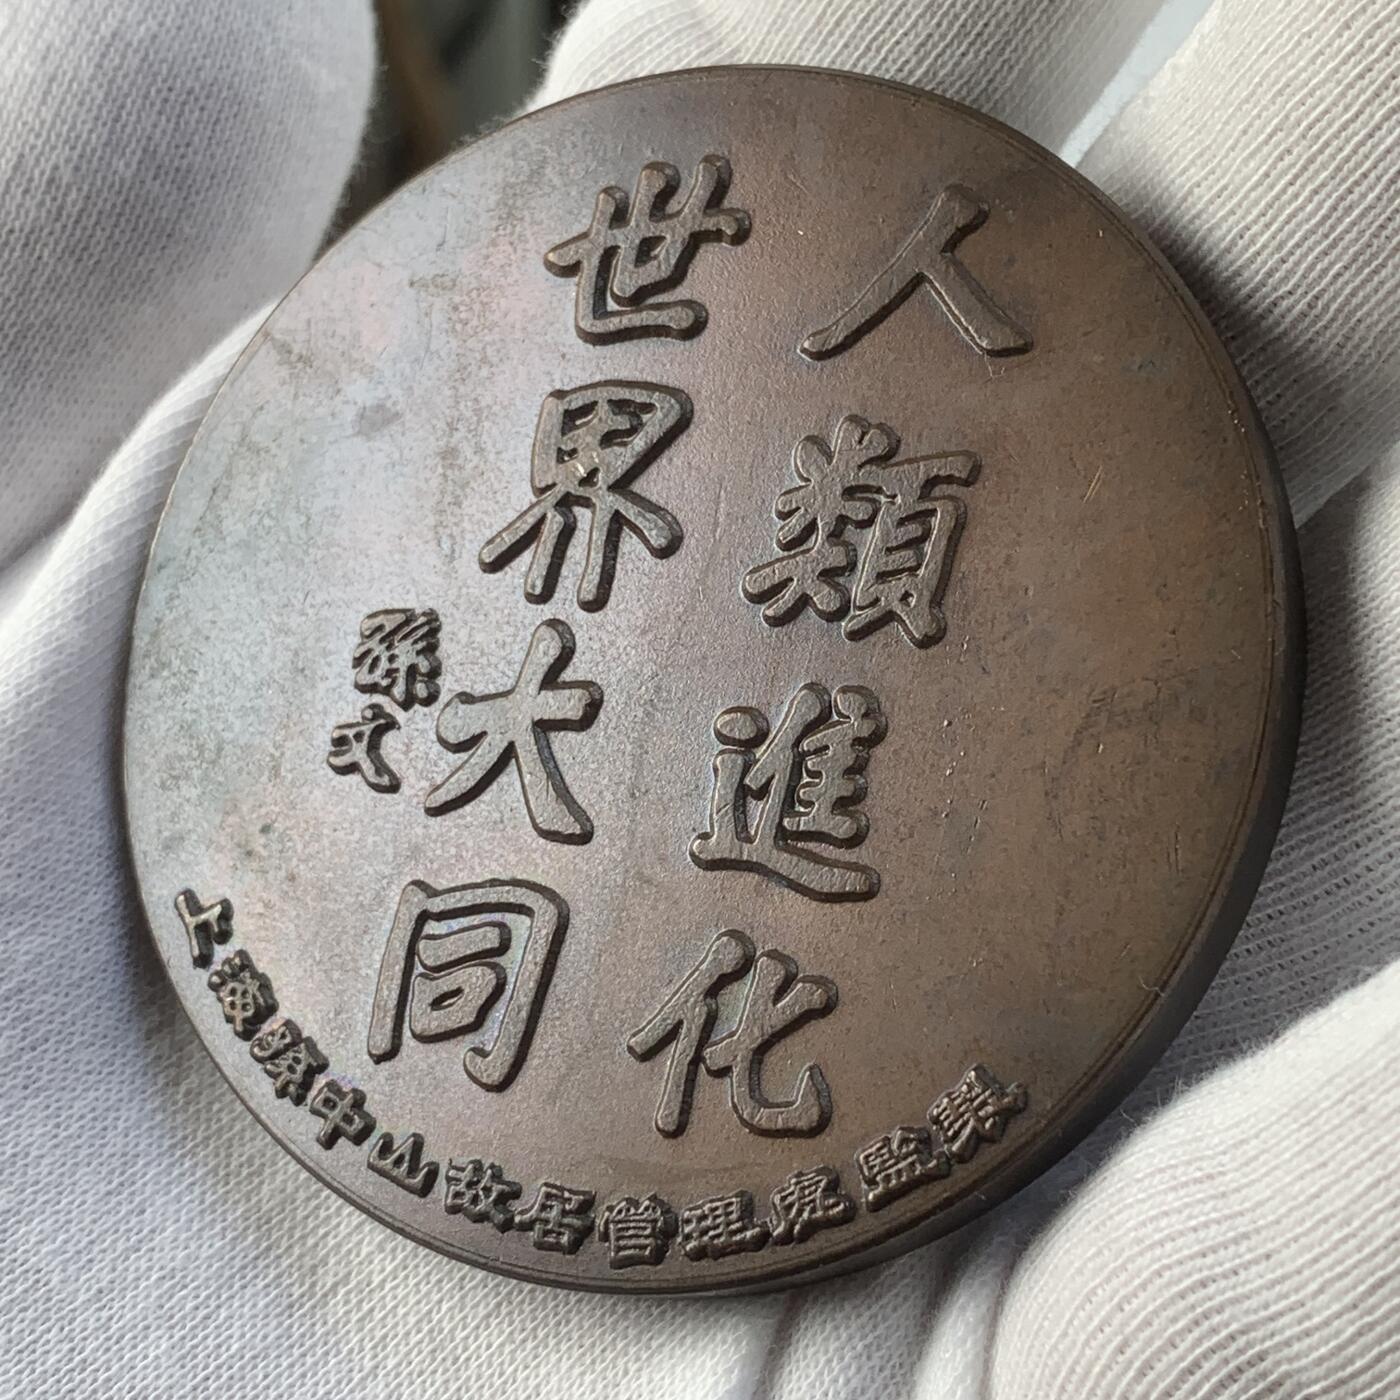 人類進化
世界大同
孫文
上海孫中山故居管理處監製